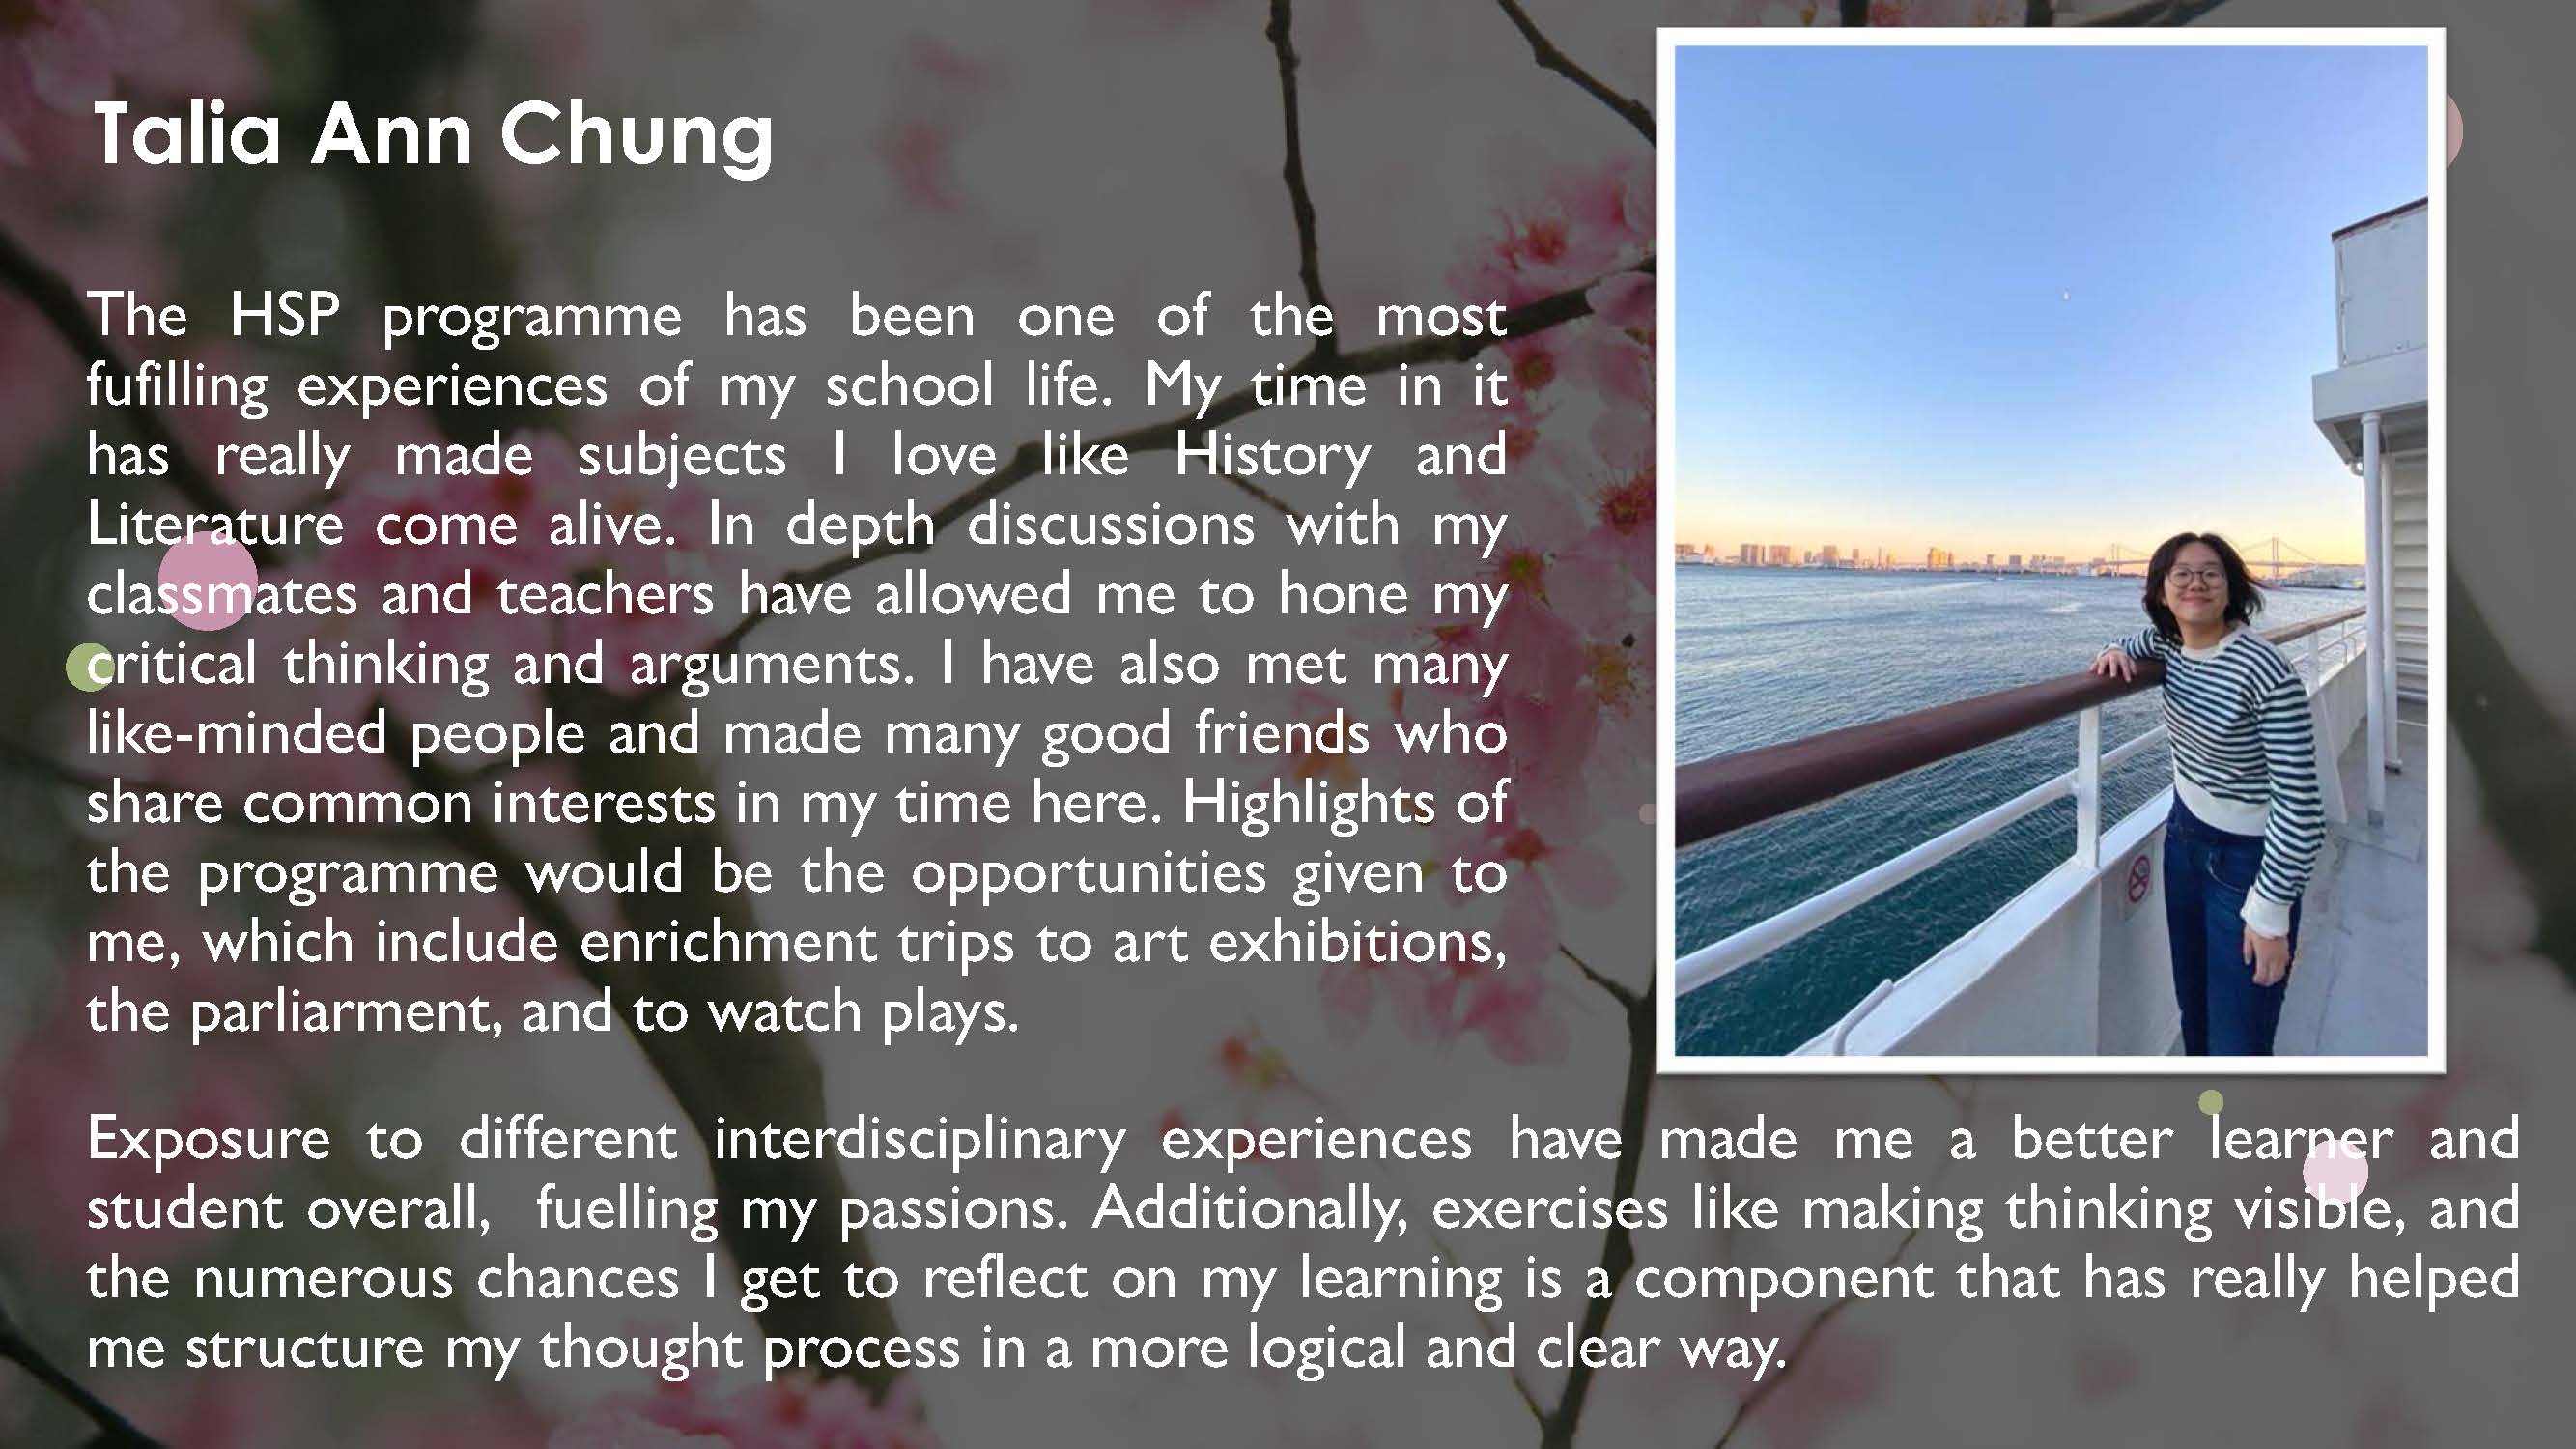 Talia Ann Chung
The HSP programme has been one of the most
fufilling experiences of my school life. My time in it
has really made subjects I love like History and
Literature come alive. In depth discussions with my
classmates and teachers have allowed me to hone my
critical thinking and arguments. I have also met many
like-minded people and made many good friends who
share common interests in my time here. Highlights of
the programme would be the opportunities given to
me, which include enrichment trips to art exhibitions,
the parliarment, and to watch plays.
Exposure to different interdisciplinary experiences have made me a better learner and
student overall, fuelling my passions. Additionally, exercises like making thinking visible, and
the numerous chances I get to reflect on my learning is a component that has really helped
me structure my thought process in a more logical and clear way.